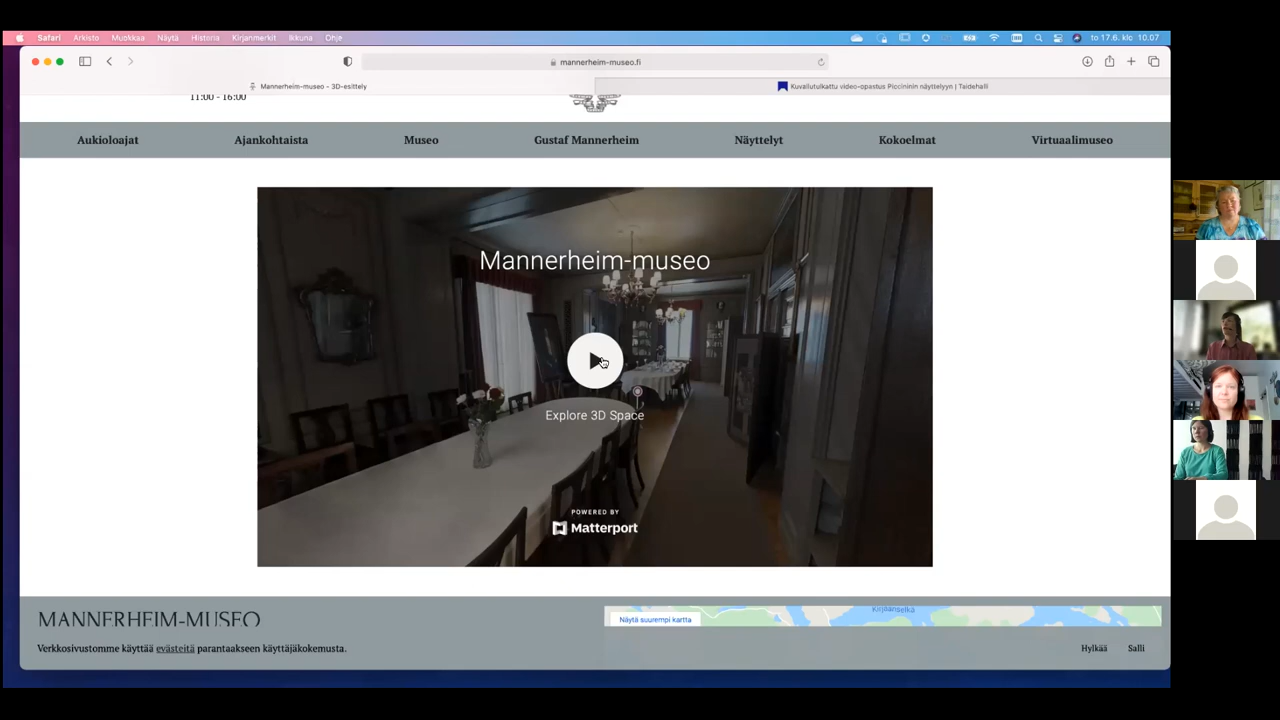 Safari Arkisto Muokkaa Näytä Historia Kirjanmerkit Ikkuna Ohje to 17.6. klo 10.07
mannerheim-museo.fi
Mannerheim-museo - 3D-esittely
Kuvailutulkattu video-opastus Piccininin näyttelyyn | Taidehalli
11:00 - 16:00
Aukioloajat Ajankohtaista Museo Gustaf Mannerheim Näyttelyt Kokoelmat Virtuaalimuseo
Mannerheim-museo
Explore 3D Space
POWERED BY
Matterport
MANNERHEIM-MUSEO
Näytä suurempi kartta
Kirjaanselkä
Verkkosivustomme käyttää evästeitä parantaakseen käyttäjäkokemusta.
Hylkää Salli